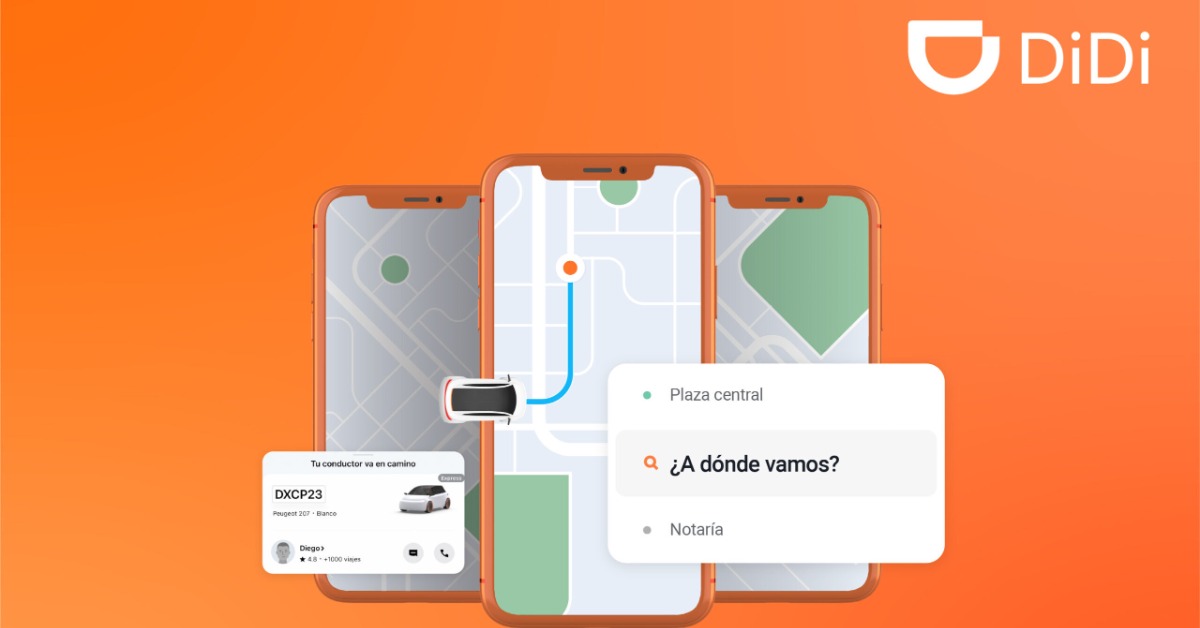 DiDi
Plaza central
¿A dónde vamos?
Notaría
Tu conductor va en camino
Express
DXCP23
Peugeot 207 • Blanco
Diego›
★ 4.8 • +1000 viajes